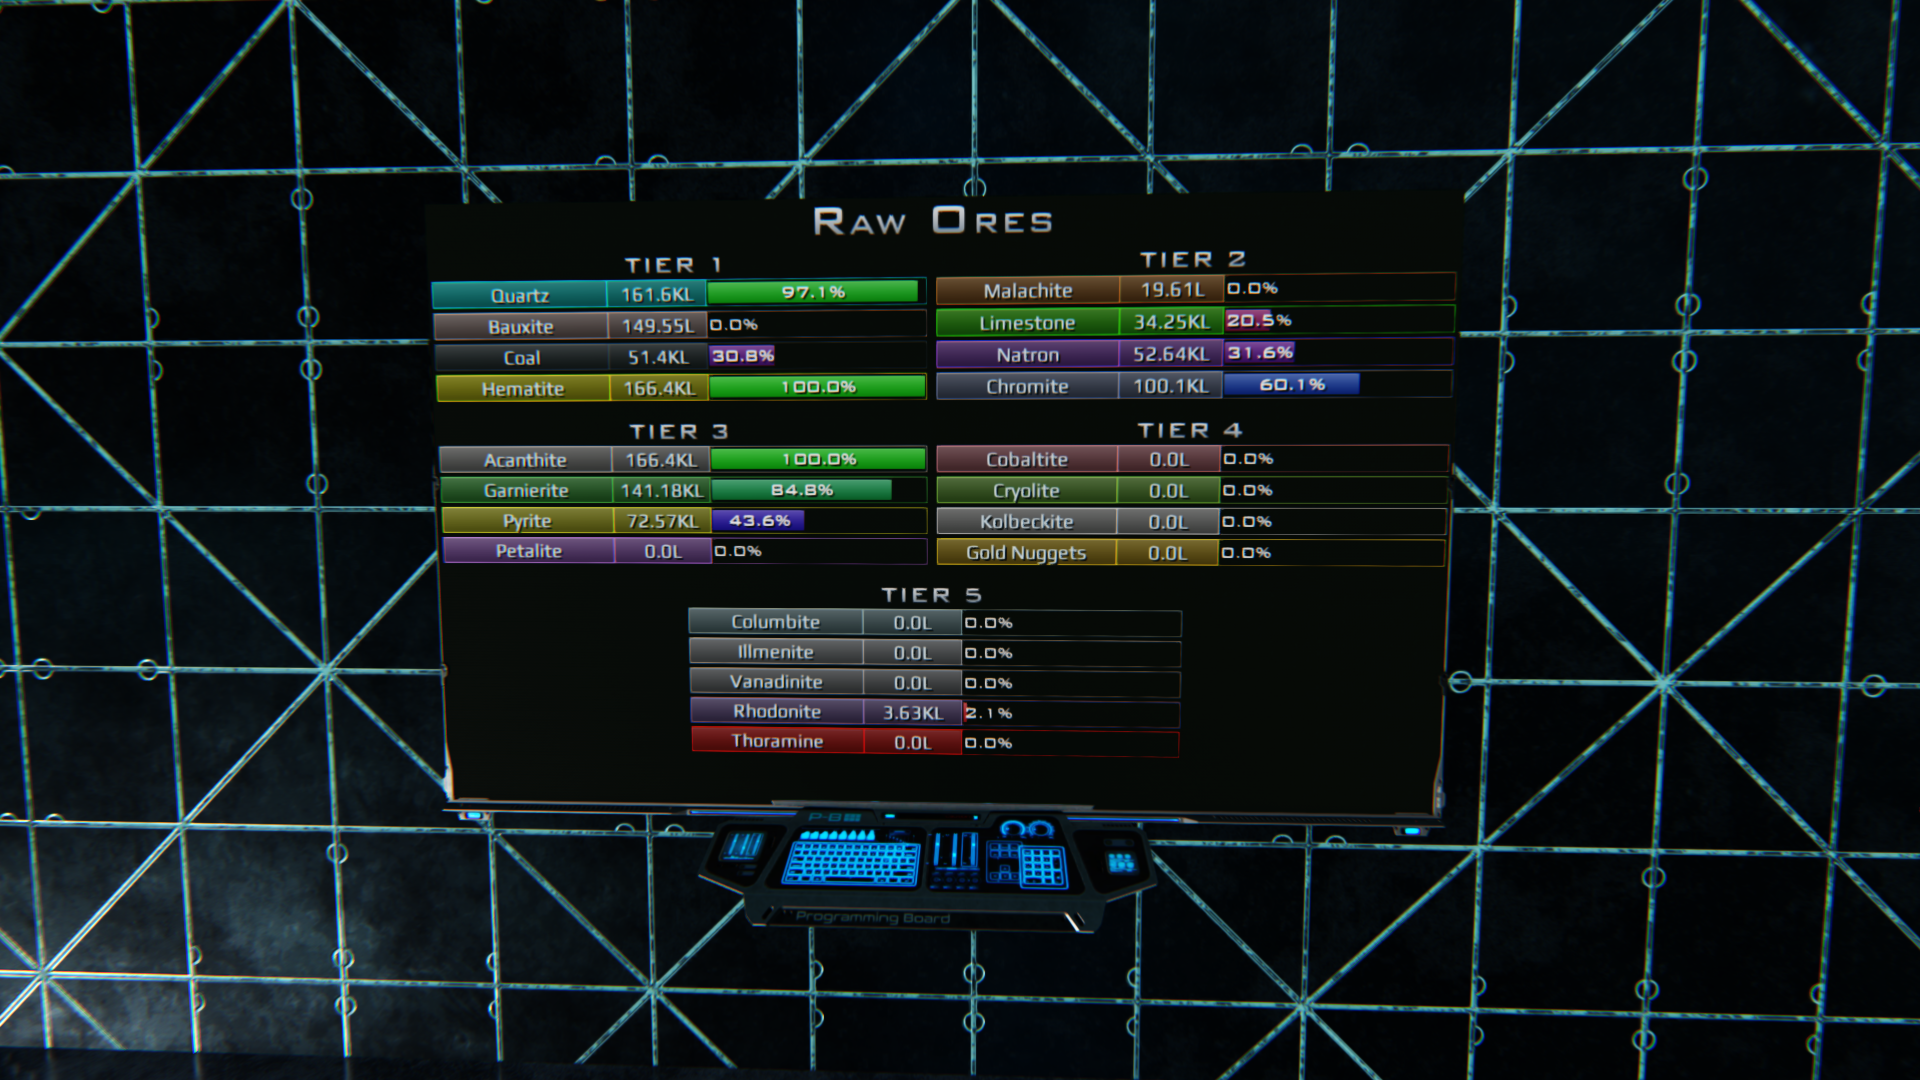 Raw Ores
TIER 1
Quartz 161.6KL 97.1%
Bauxite 149.55L 0.0%
Coal 51.4KL 30.8%
Hematite 166.4KL 100.0%
TIER 2
Malachite 19.61L 0.0%
Limestone 34.25KL 20.5%
Natron 52.64KL 31.6%
Chromite 100.1KL 60.1%
TIER 3
Acanthite 166.4KL 100.0%
Garnierite 141.18KL 84.8%
Pyrite 72.57KL 43.6%
Petalite 0.0L 0.0%
TIER 4
Cobaltite 0.0L 0.0%
Cryolite 0.0L 0.0%
Kolbeckite 0.0L 0.0%
Gold Nuggets 0.0L 0.0%
TIER 5
Columbite 0.0L 0.0%
Illmenite 0.0L 0.0%
Vanadinite 0.0L 0.0%
Rhodonite 3.63KL 2.1%
Thoramine 0.0L 0.0%
Programming Board